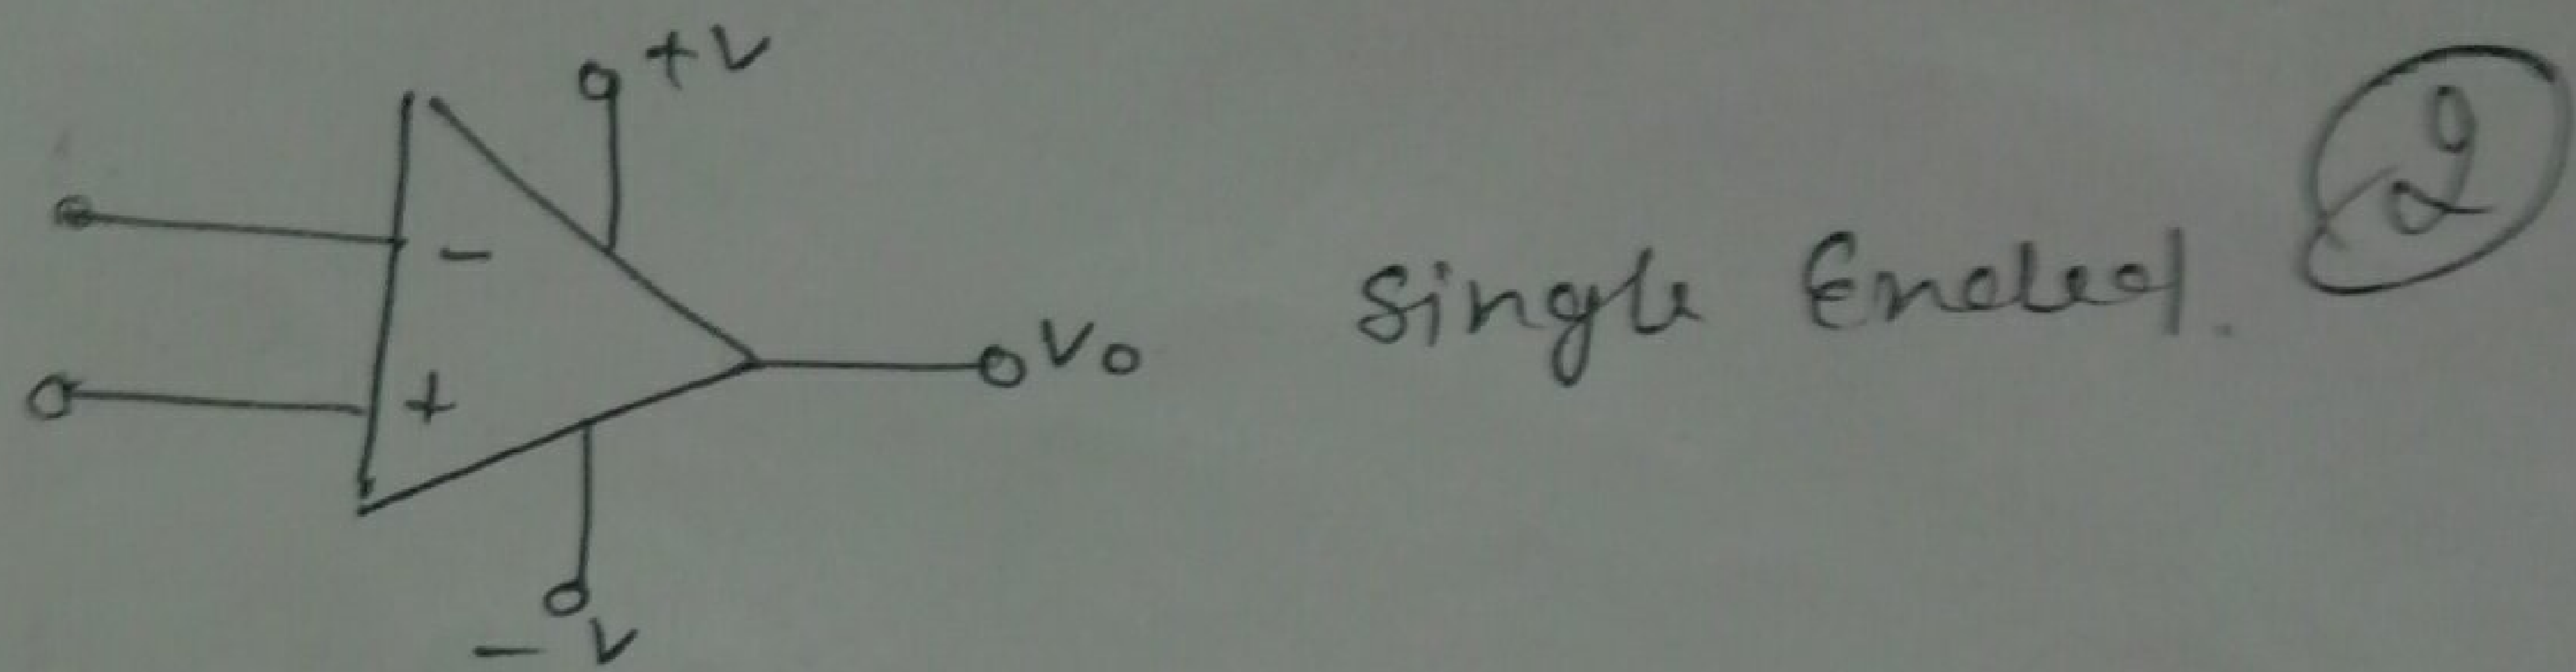 +V
2
-
Single Ended.
Vo
+
-V